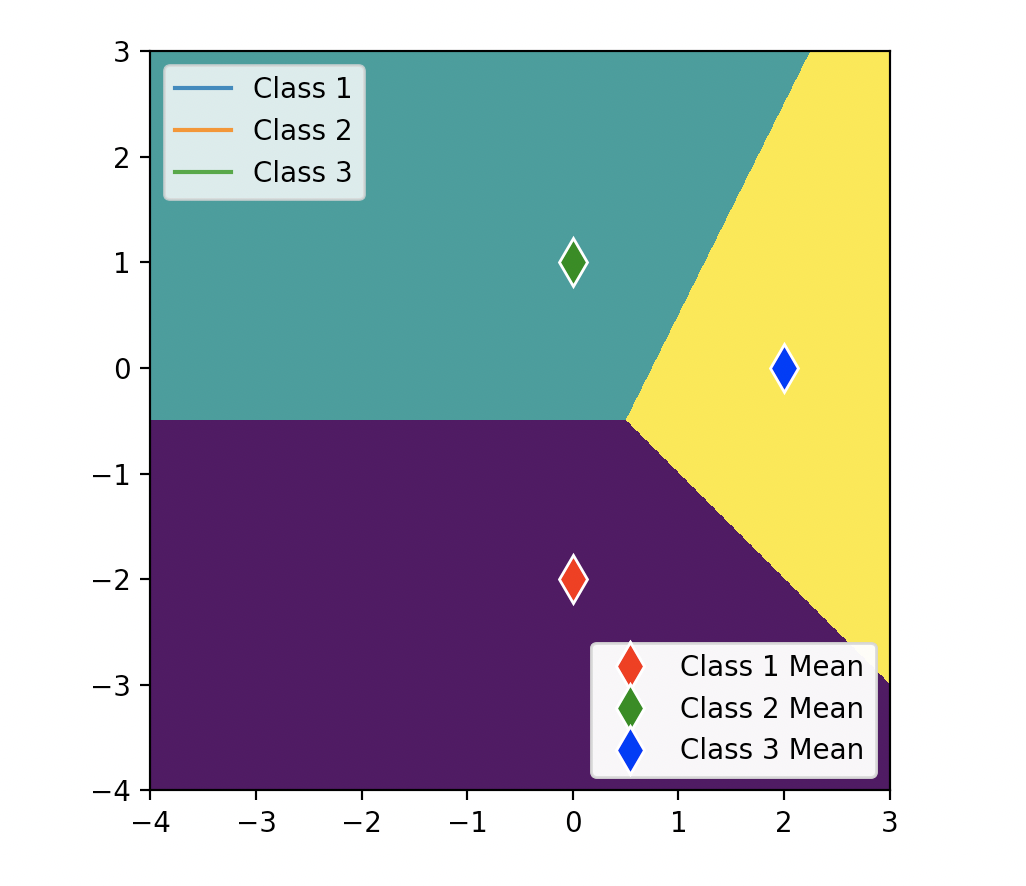 3
2
1
0
−1
−2
−3
−4
Class 1
Class 2
Class 3
Class 1 Mean
Class 2 Mean
Class 3 Mean
−4 −3 −2 −1 0 1 2 3